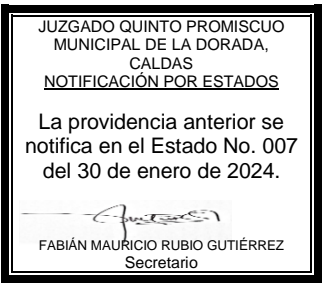 JUZGADO QUINTO PROMISCUO
MUNICIPAL DE LA DORADA,
CALDAS
NOTIFICACIÓN POR ESTADOS
La providencia anterior se
notifica en el Estado No. 007
del 30 de enero de 2024.
FABIÁN MAURICIO RUBIO GUTIÉRREZ
Secretario